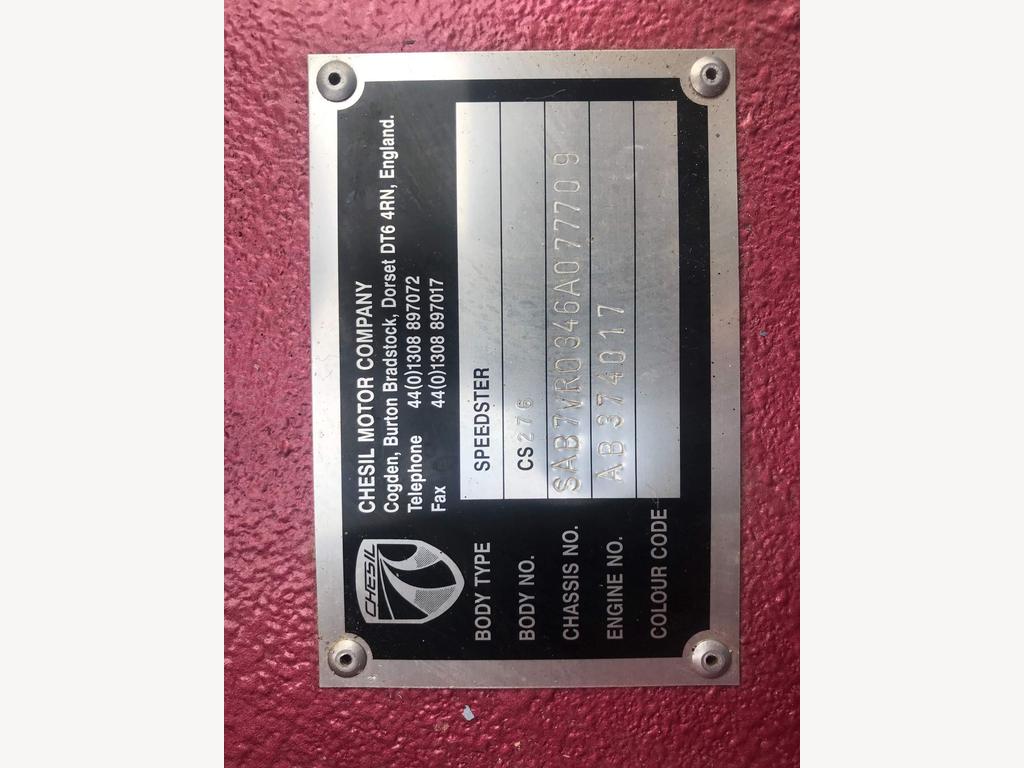 CHESIL
CHESIL MOTOR COMPANY
Cogden, Burton Bradstock, Dorset DT6 4RN, England.
Telephone 44(0)1308 897072
Fax 44(0)1308 897017
BODY TYPE SPEEDSTER
BODY NO. CS276
CHASSIS NO. SAB7VR0346A077709
ENGINE NO. AB374017
COLOUR CODE